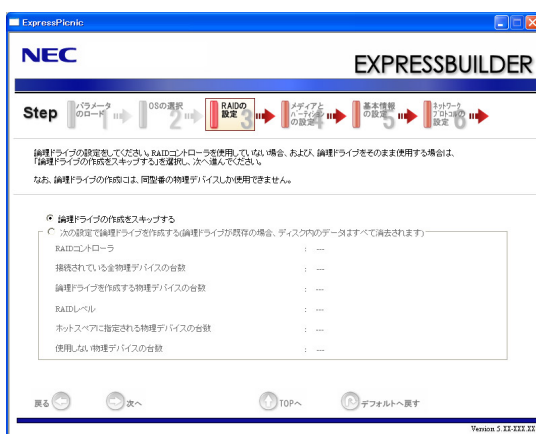 ExpressPicnic
NEC
EXPRESSBUILDER
Step
パラメータ
のロード
1
OSの選択
2
RAIDの
設定
3
メディアと
パーティション
の設定
4
基本情報
の設定
5
ネットワーク
プロトコルの
設定
6
論理ドライブの設定をしてください。RAIDコントローラを使用していない場合、および、論理ドライブをそのまま使用する場合は、
「論理ドライブの作成をスキップする」を選択し、次へ進んでください。
なお、論理ドライブの作成には、同型番の物理デバイスしか使用できません。
論理ドライブの作成をスキップする
次の設定で論理ドライブを作成する(論理ドライブが既存の場合、ディスク内のデータはすべて消去されます)
RAIDコントローラ : ---
接続されている全物理デバイスの台数 : ---
論理ドライブを作成する物理デバイスの台数 : ---
RAIDレベル : ---
ホットスペアに指定される物理デバイスの台数 : ---
使用しない物理デバイスの台数 : ---
戻る 次へ TOPへ デフォルトへ戻す
Version 5.XX-XXX.XX